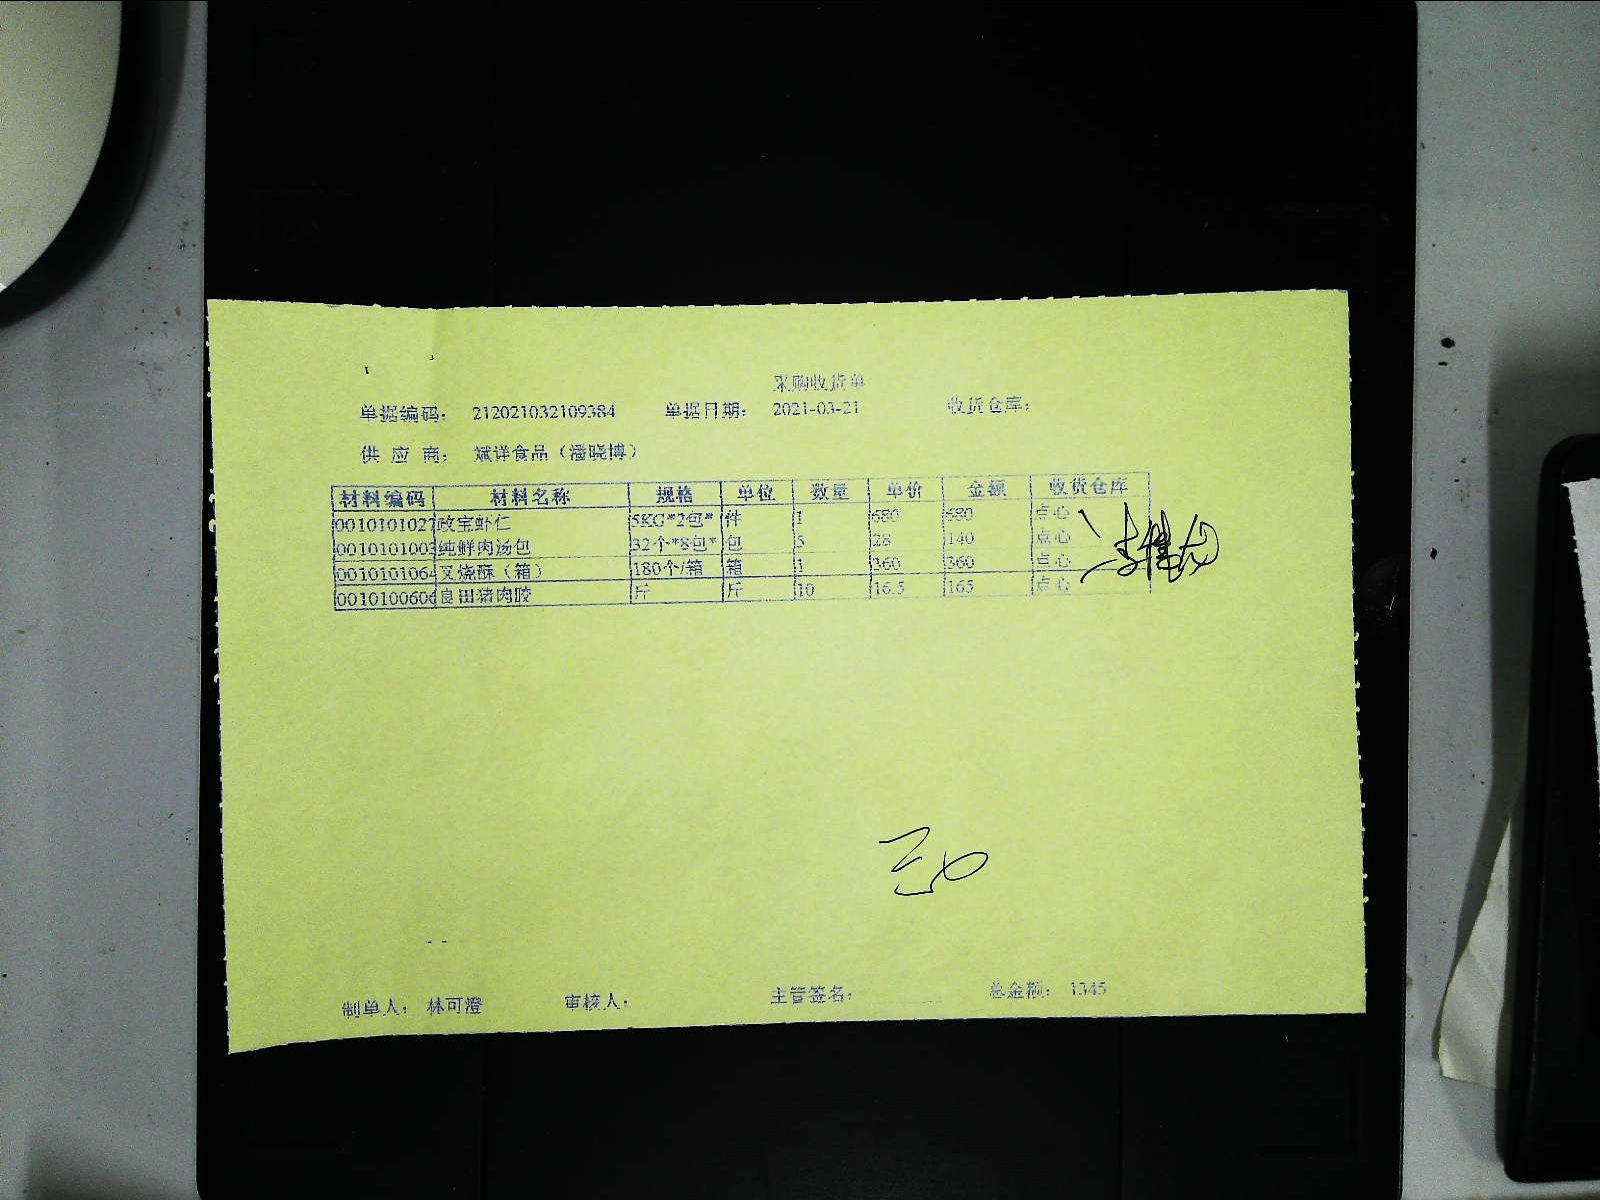 采购收货单
单据编码： 212021032109384 单据日期： 2021-03-21 收货仓库：
供 应 商： 斌详食品（潘晓博）
材料编码 材料名称 规格 单位 数量 单价 金额 收货仓库
0010101027 政宝虾仁 5KG*2包* 件 1 680 680 点心
0010101003 纯鲜肉汤包 32个*8包* 包 5 28 140 点心
0010101064 叉烧酥（箱） 180个/箱 箱 1 360 360 点心
0010100606 良田猪肉胶 斤 斤 10 16.5 165 点心
制单人： 林可澄 审核人： 主管签名： 总金额： 1345